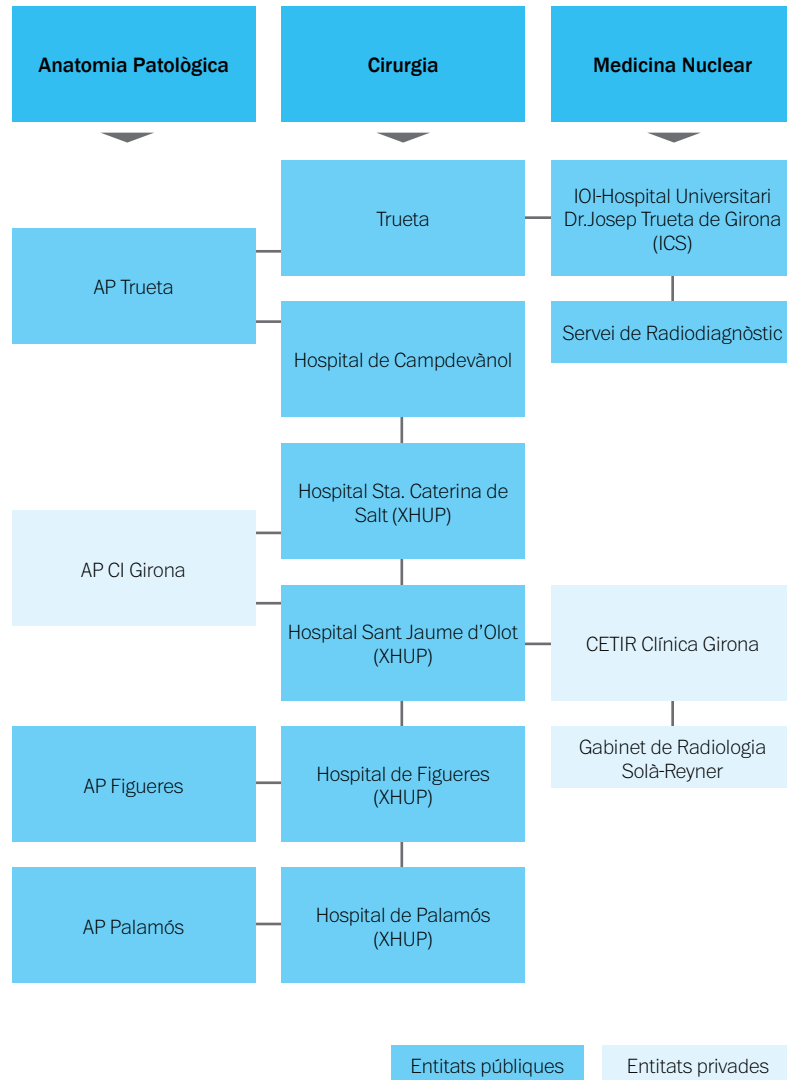 Anatomia Patològica
Cirurgia
Medicina Nuclear
Trueta
IOI-Hospital Universitari
Dr.Josep Trueta de Girona
(ICS)
AP Trueta
Servei de Radiodiagnòstic
Hospital de Campdevànol
Hospital Sta. Caterina de
Salt (XHUP)
AP CI Girona
Hospital Sant Jaume d'Olot
(XHUP)
CETIR Clínica Girona
Gabinet de Radiologia
Solà-Reyner
AP Figueres
Hospital de Figueres
(XHUP)
AP Palamós
Hospital de Palamós
(XHUP)
Entitats públiques
Entitats privades